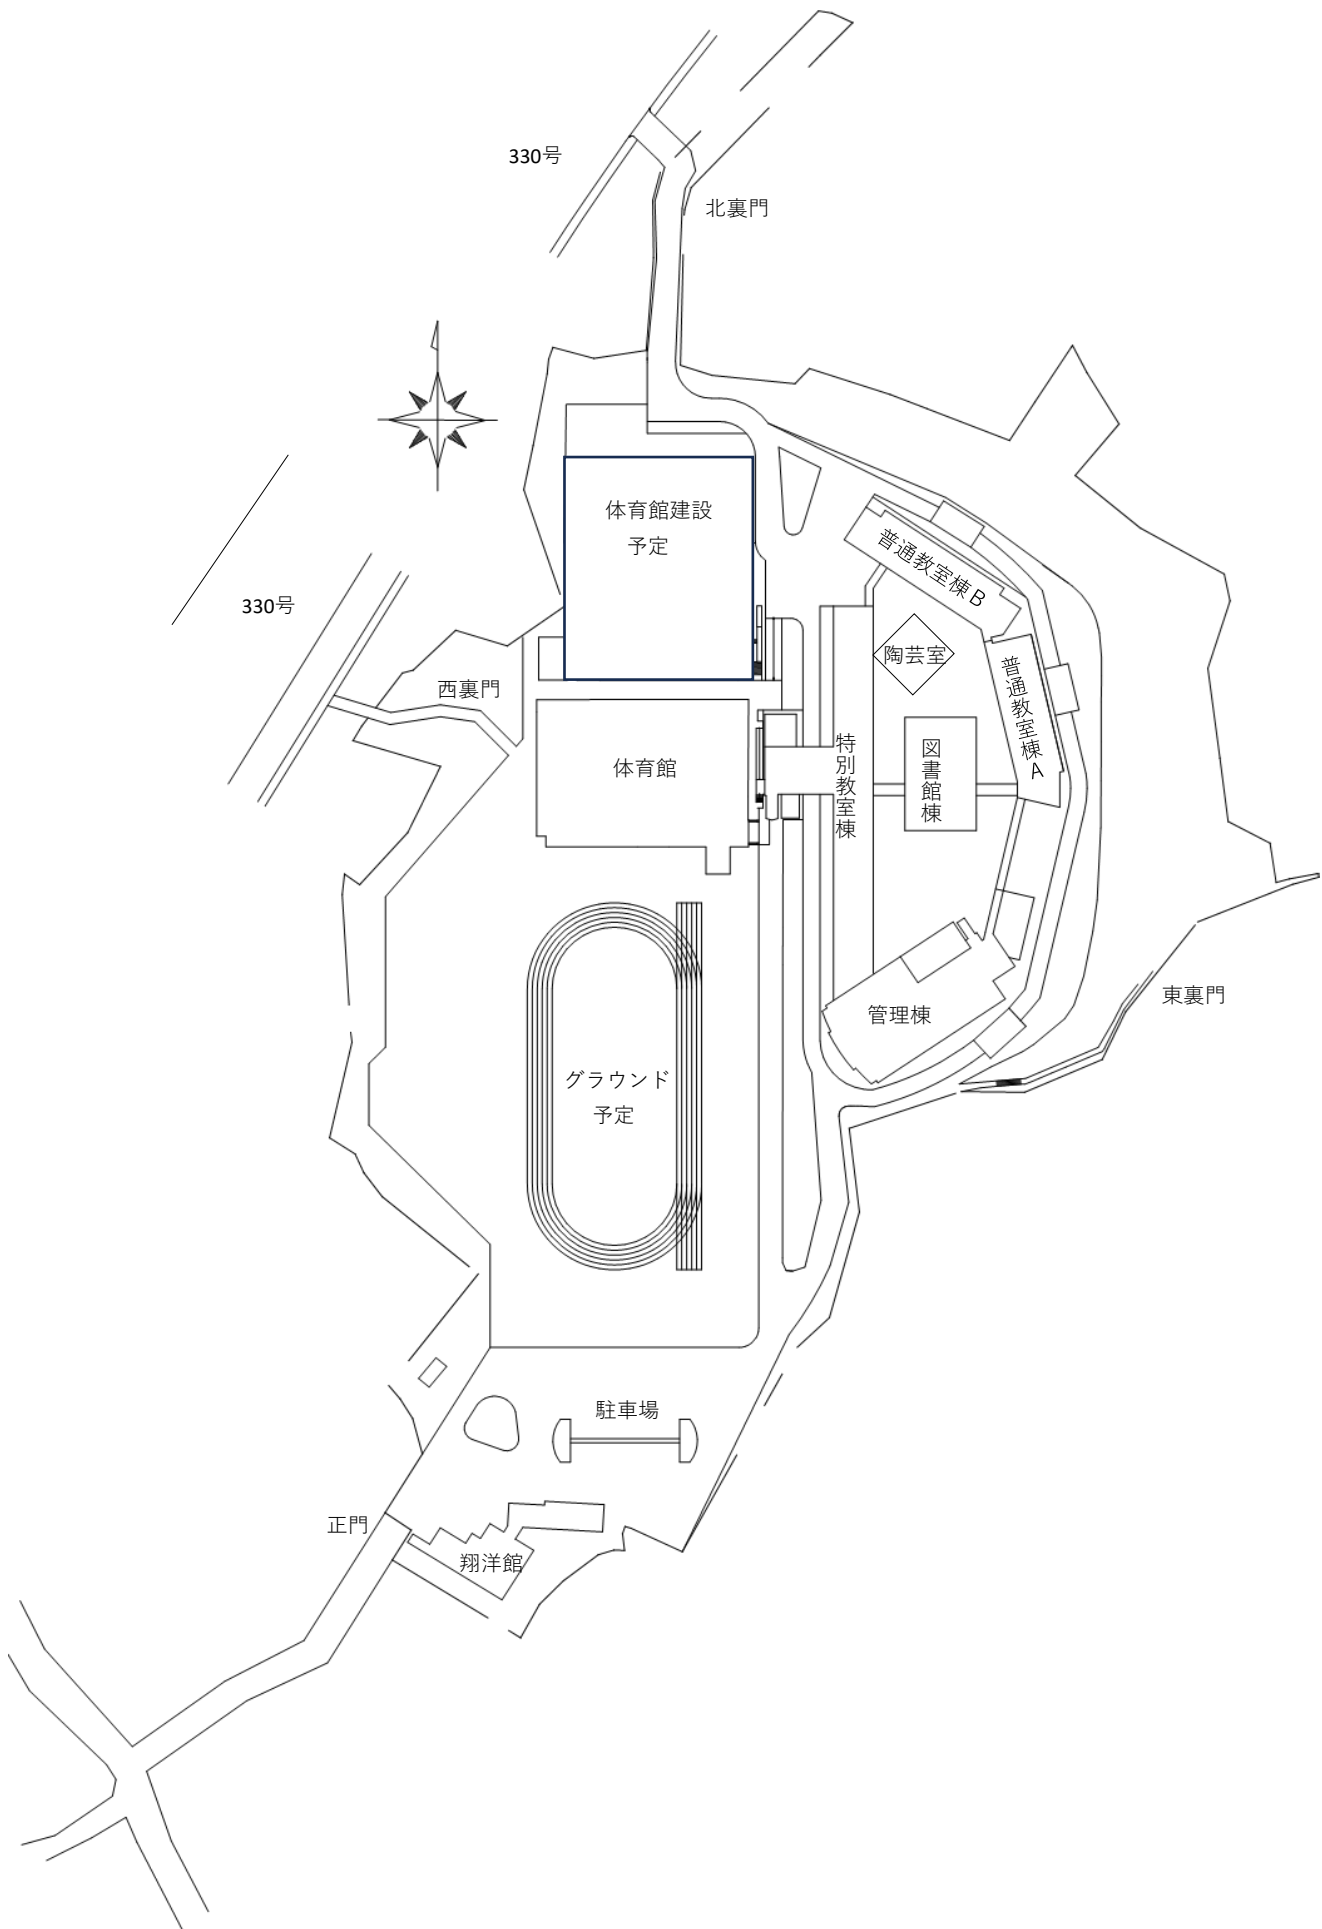 330号
北裏門
体育館建設
予定
普通教室棟B
330号
陶芸室
普通教室棟A
西裏門
体育館
特別教室棟
図書館棟
東裏門
管理棟
グラウンド
予定
駐車場
正門
翔洋館